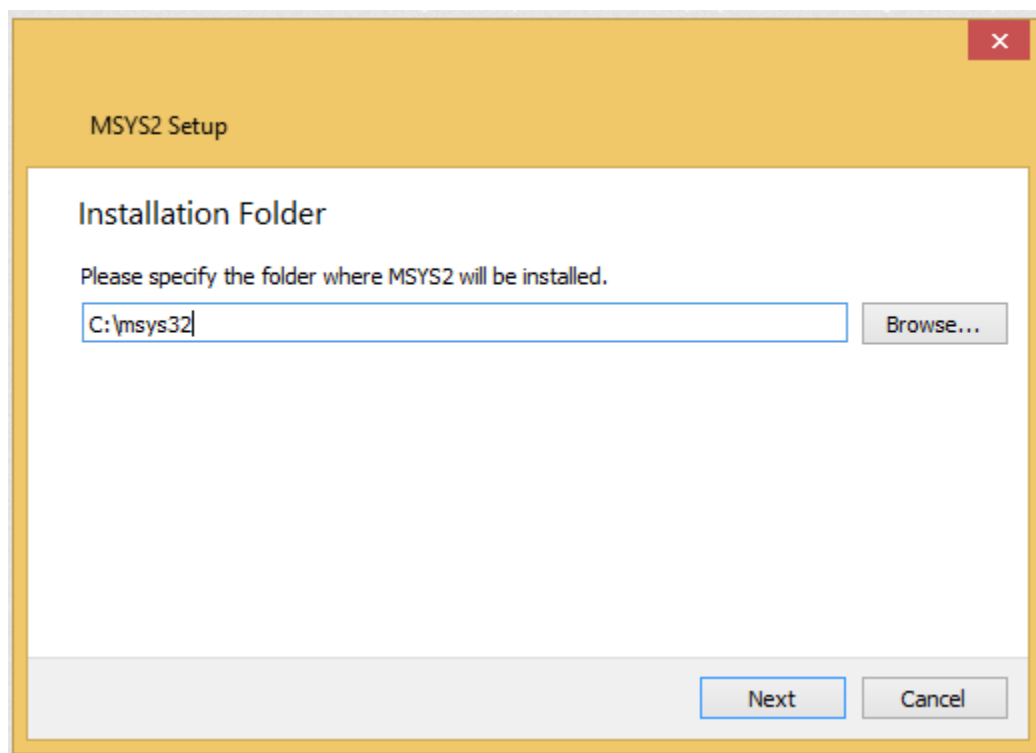 MSYS2 Setup
Installation Folder
Please specify the folder where MSYS2 will be installed.
C:\msys32
Browse...
Next
Cancel